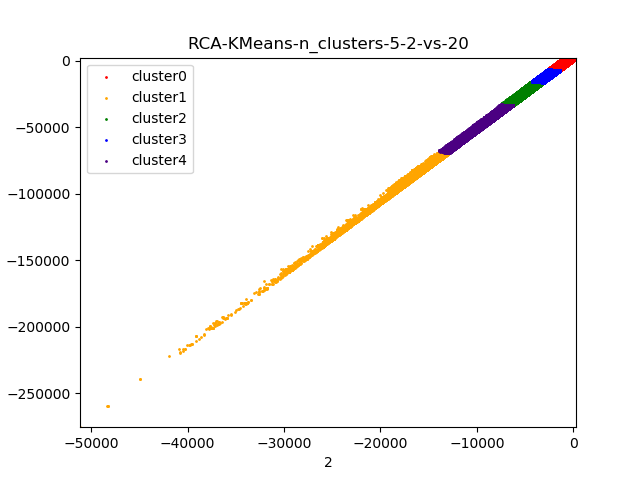 RCA-KMeans-n_clusters-5-2-vs-20
0
−50000
−100000
−150000
−200000
−250000
cluster0
cluster1
cluster2
cluster3
cluster4
−50000 −40000 −30000 −20000 −10000 0
2